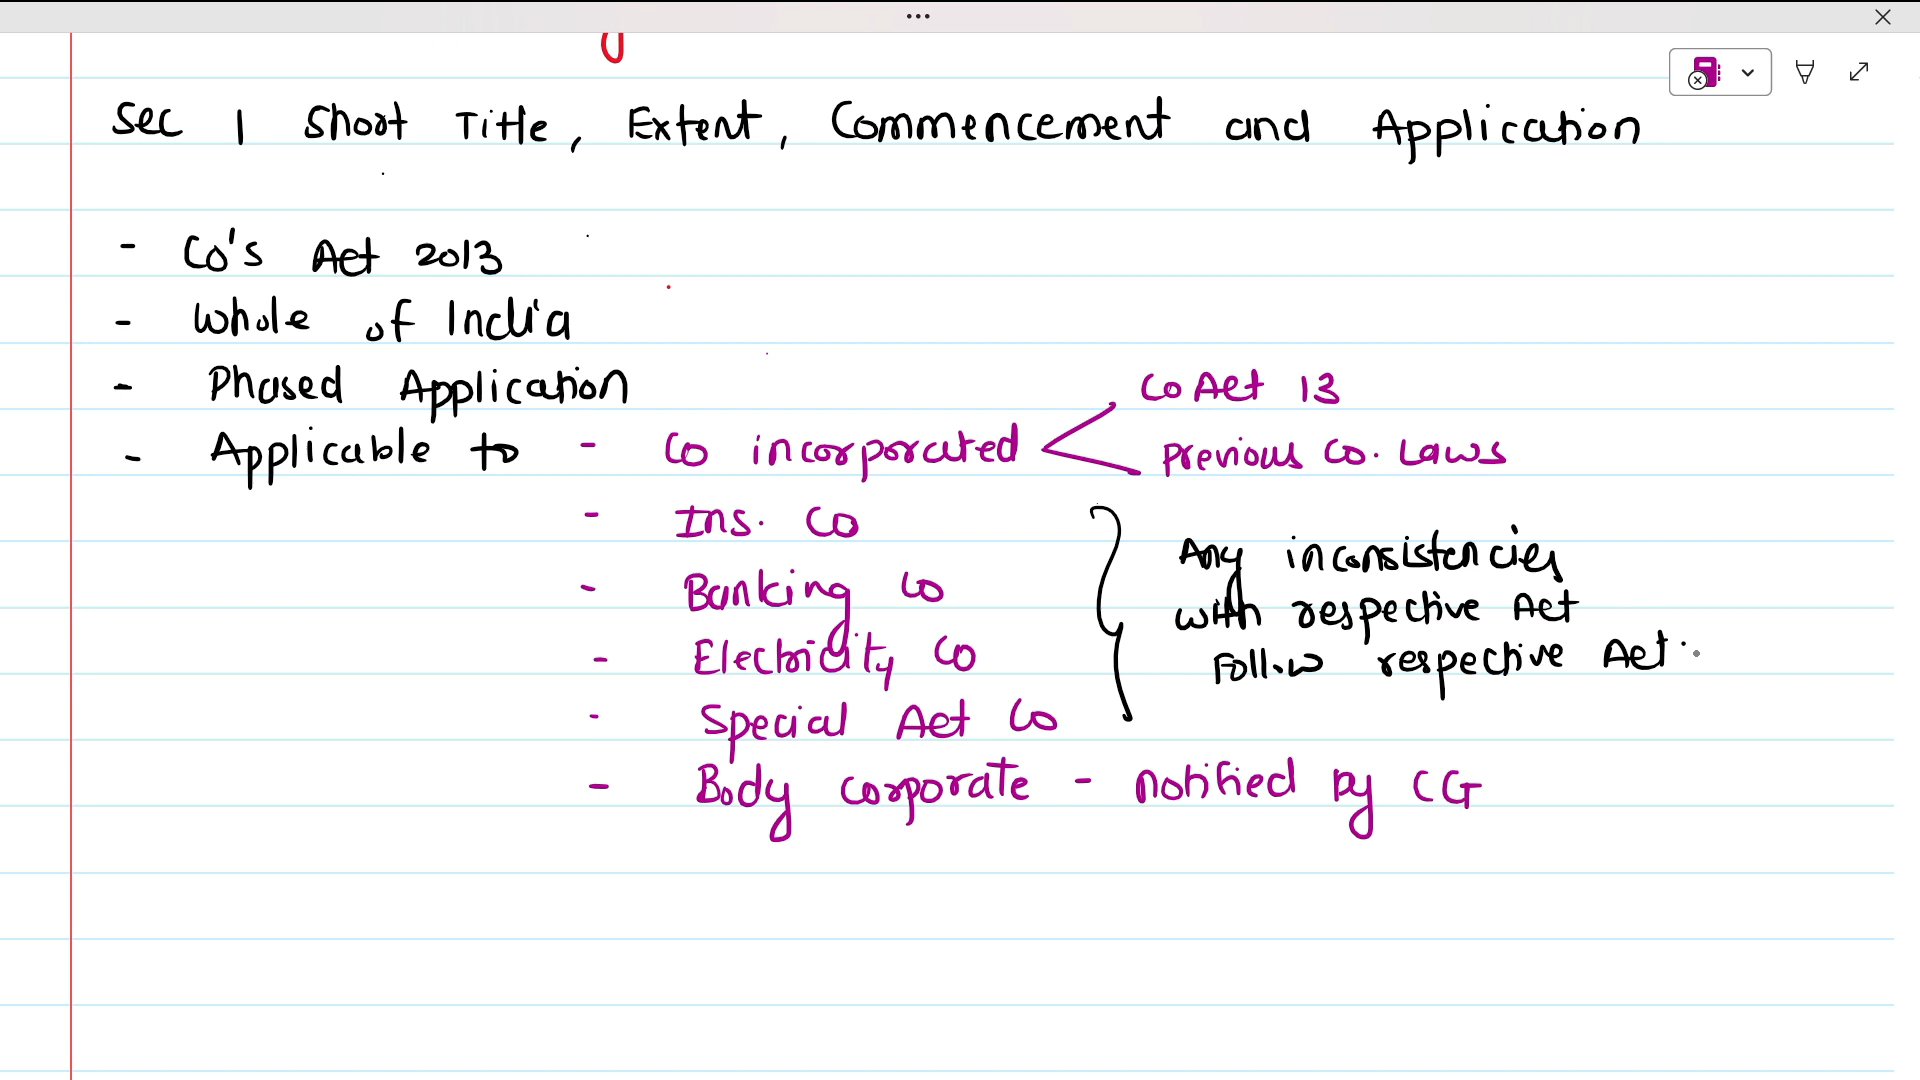 Sec 1 Short Title, Extent, Commencement and Application
- Co's Act 2013
- Whole of India
- Phased Application
- Applicable to - Co incorporated < Co Act 13
Previous Co. Laws
- Ins. Co
- Banking Co
- Electricity Co
- Special Act Co
} Any inconsistencies
with respective Act
Follow respective Act.
- Body corporate - notified by CG